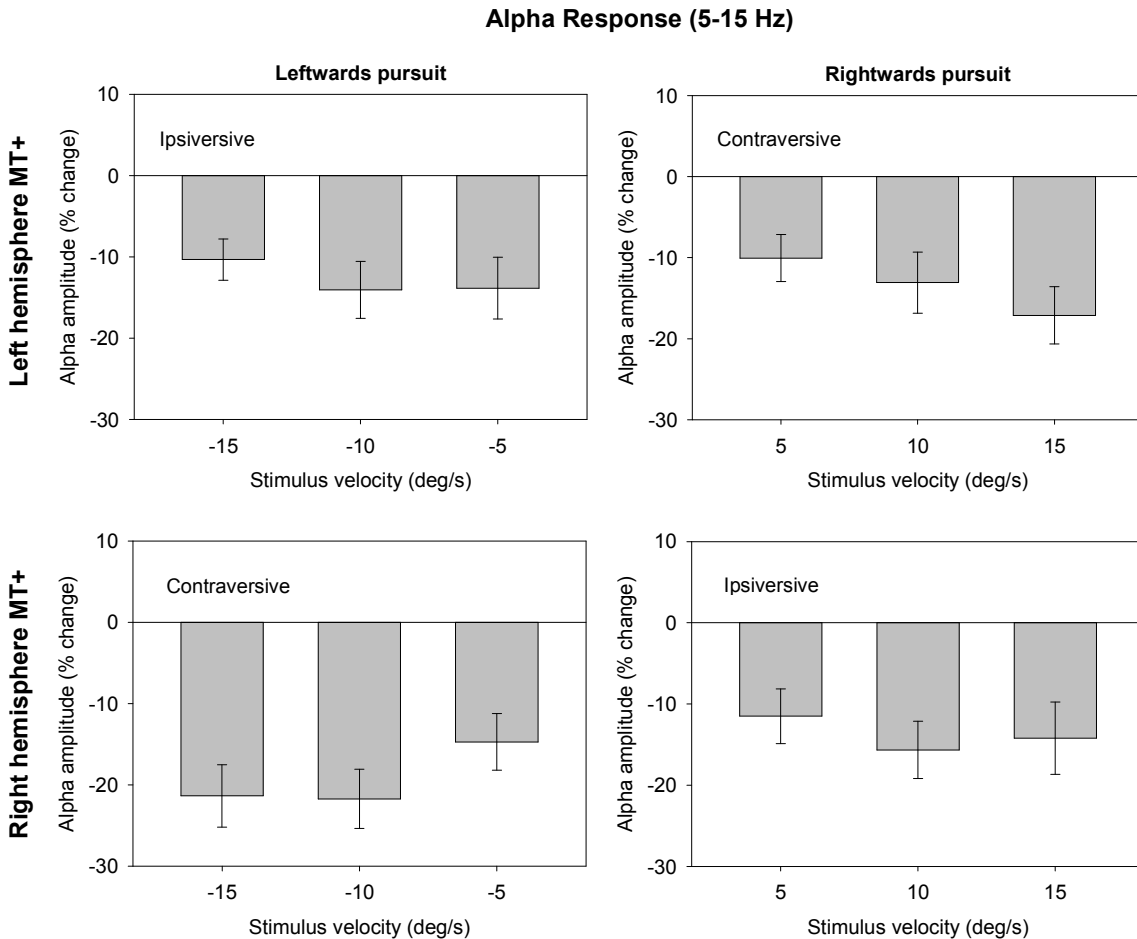 Alpha Response (5-15 Hz)
Leftwards pursuit
Rightwards pursuit
Left hemisphere MT+
Alpha amplitude (% change)
10
0
-10
-20
-30
Ipsiversive
-15 -10 -5
Stimulus velocity (deg/s)
Alpha amplitude (% change)
10
0
-10
-20
-30
Contraversive
5 10 15
Stimulus velocity (deg/s)
Right hemisphere MT+
Alpha amplitude (% change)
10
0
-10
-20
-30
Contraversive
-15 -10 -5
Stimulus velocity (deg/s)
Alpha amplitude (% change)
10
0
-10
-20
-30
Ipsiversive
5 10 15
Stimulus velocity (deg/s)